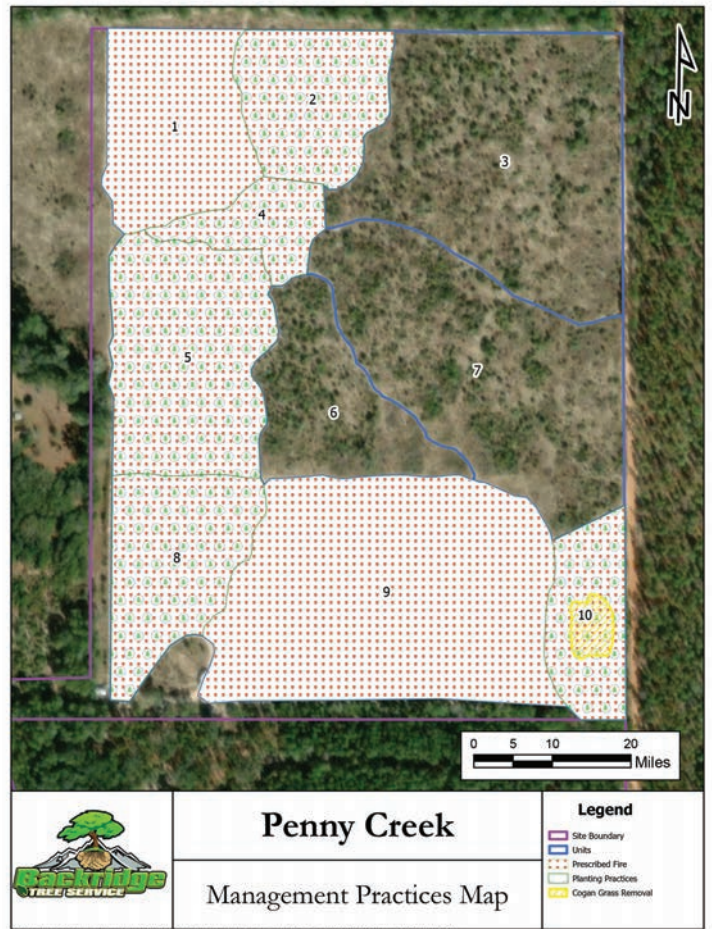 N
1
2
3
4
5
6
7
8
9
10
0 5 10 20
Miles
Backridge
TREE SERVICE
Penny Creek
Management Practices Map
Legend
Site Boundary
Units
Prescribed Fire
Planting Practices
Cogan Grass Removal